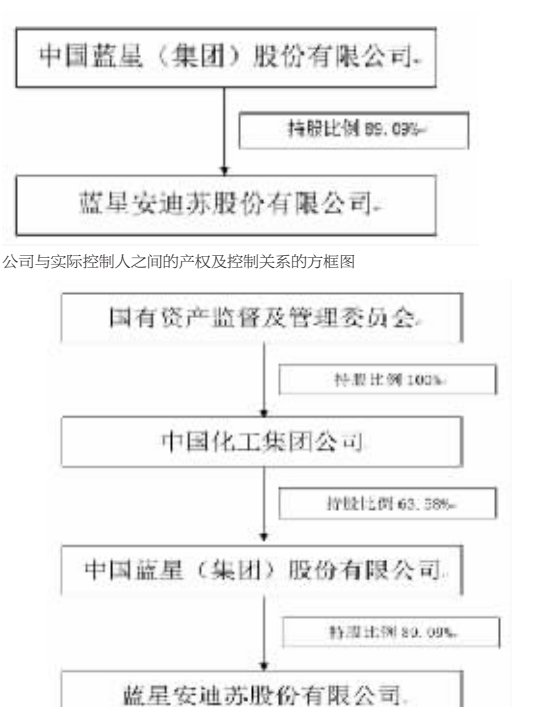 中国蓝星（集团）股份有限公司
持股比例 89.09%
蓝星安迪苏股份有限公司
公司与实际控制人之间的产权及控制关系的方框图
国有资产监督及管理委员会
持股比例 100%
中国化工集团公司
持股比例 63.58%
中国蓝星（集团）股份有限公司
持股比例 89.09%
蓝星安迪苏股份有限公司